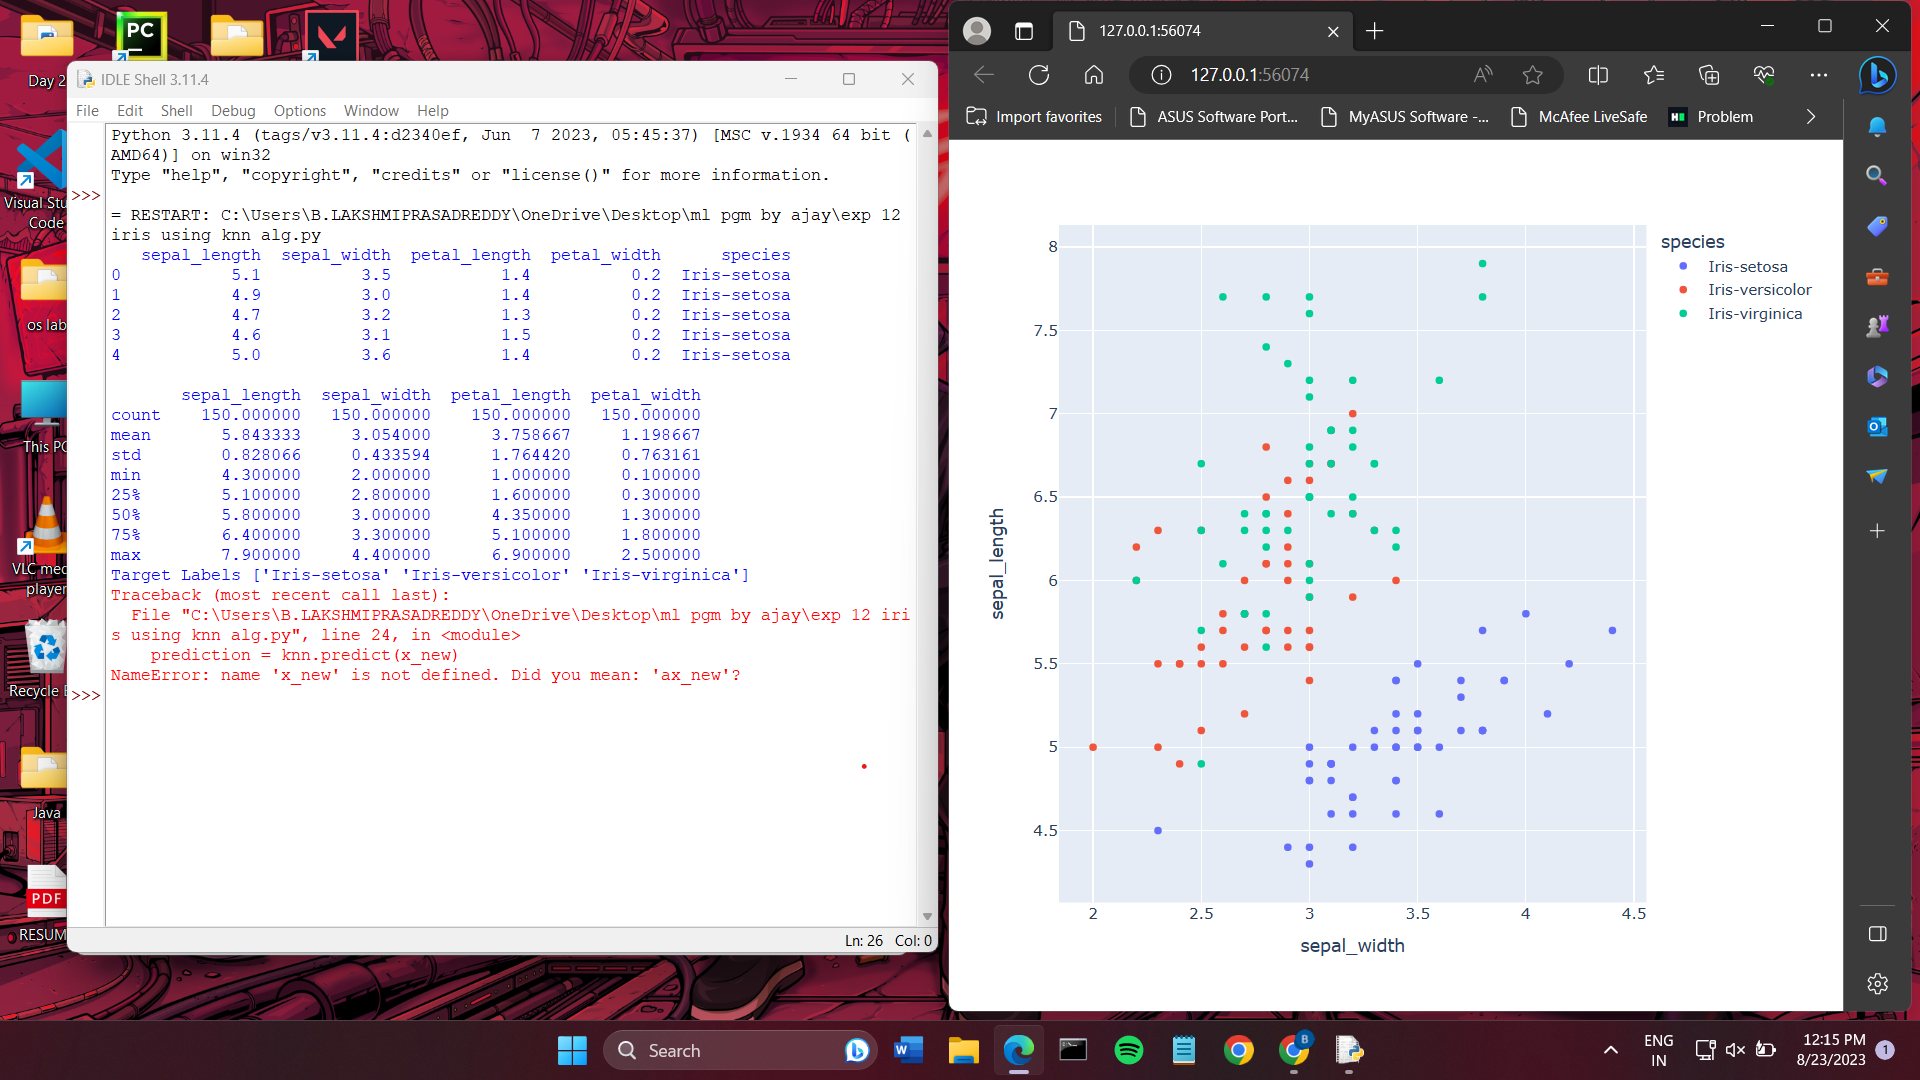 Day 2
PC
Visual Stu
Code
os lab
This PC
VLC med
player
Recycle B
Java
PDF
RESUM
IDLE Shell 3.11.4
File Edit Shell Debug Options Window Help
Python 3.11.4 (tags/v3.11.4:d2340ef, Jun  7 2023, 05:45:37) [MSC v.1934 64 bit (
AMD64)] on win32
Type "help", "copyright", "credits" or "license()" for more information.
>>>
= RESTART: C:\Users\B.LAKSHMIPRASADREDDY\OneDrive\Desktop\ml pgm by ajay\exp 12
iris using knn alg.py
   sepal_length  sepal_width  petal_length  petal_width      species
0           5.1          3.5           1.4          0.2  Iris-setosa
1           4.9          3.0           1.4          0.2  Iris-setosa
2           4.7          3.2           1.3          0.2  Iris-setosa
3           4.6          3.1           1.5          0.2  Iris-setosa
4           5.0          3.6           1.4          0.2  Iris-setosa
       sepal_length  sepal_width  petal_length  petal_width
count    150.000000   150.000000    150.000000   150.000000
mean       5.843333     3.054000      3.758667     1.198667
std        0.828066     0.433594      1.764420     0.763161
min        4.300000     2.000000      1.000000     0.100000
25%        5.100000     2.800000      1.600000     0.300000
50%        5.800000     3.000000      4.350000     1.300000
75%        6.400000     3.300000      5.100000     1.800000
max        7.900000     4.400000      6.900000     2.500000
Target Labels ['Iris-setosa' 'Iris-versicolor' 'Iris-virginica']
Traceback (most recent call last):
  File "C:\Users\B.LAKSHMIPRASADREDDY\OneDrive\Desktop\ml pgm by ajay\exp 12 iri
s using knn alg.py", line 24, in <module>
    prediction = knn.predict(x_new)
NameError: name 'x_new' is not defined. Did you mean: 'ax_new'?
>>>
Ln: 26 Col: 0
127.0.0.1:56074
127.0.0.1:56074
Import favorites ASUS Software Port... MyASUS Software -... McAfee LiveSafe Problem
species
Iris-setosa
Iris-versicolor
Iris-virginica
8
7.5
7
6.5
6
5.5
5
4.5
sepal_length
2 2.5 3 3.5 4 4.5
sepal_width
Search
ENG
IN
12:15 PM
8/23/2023
1